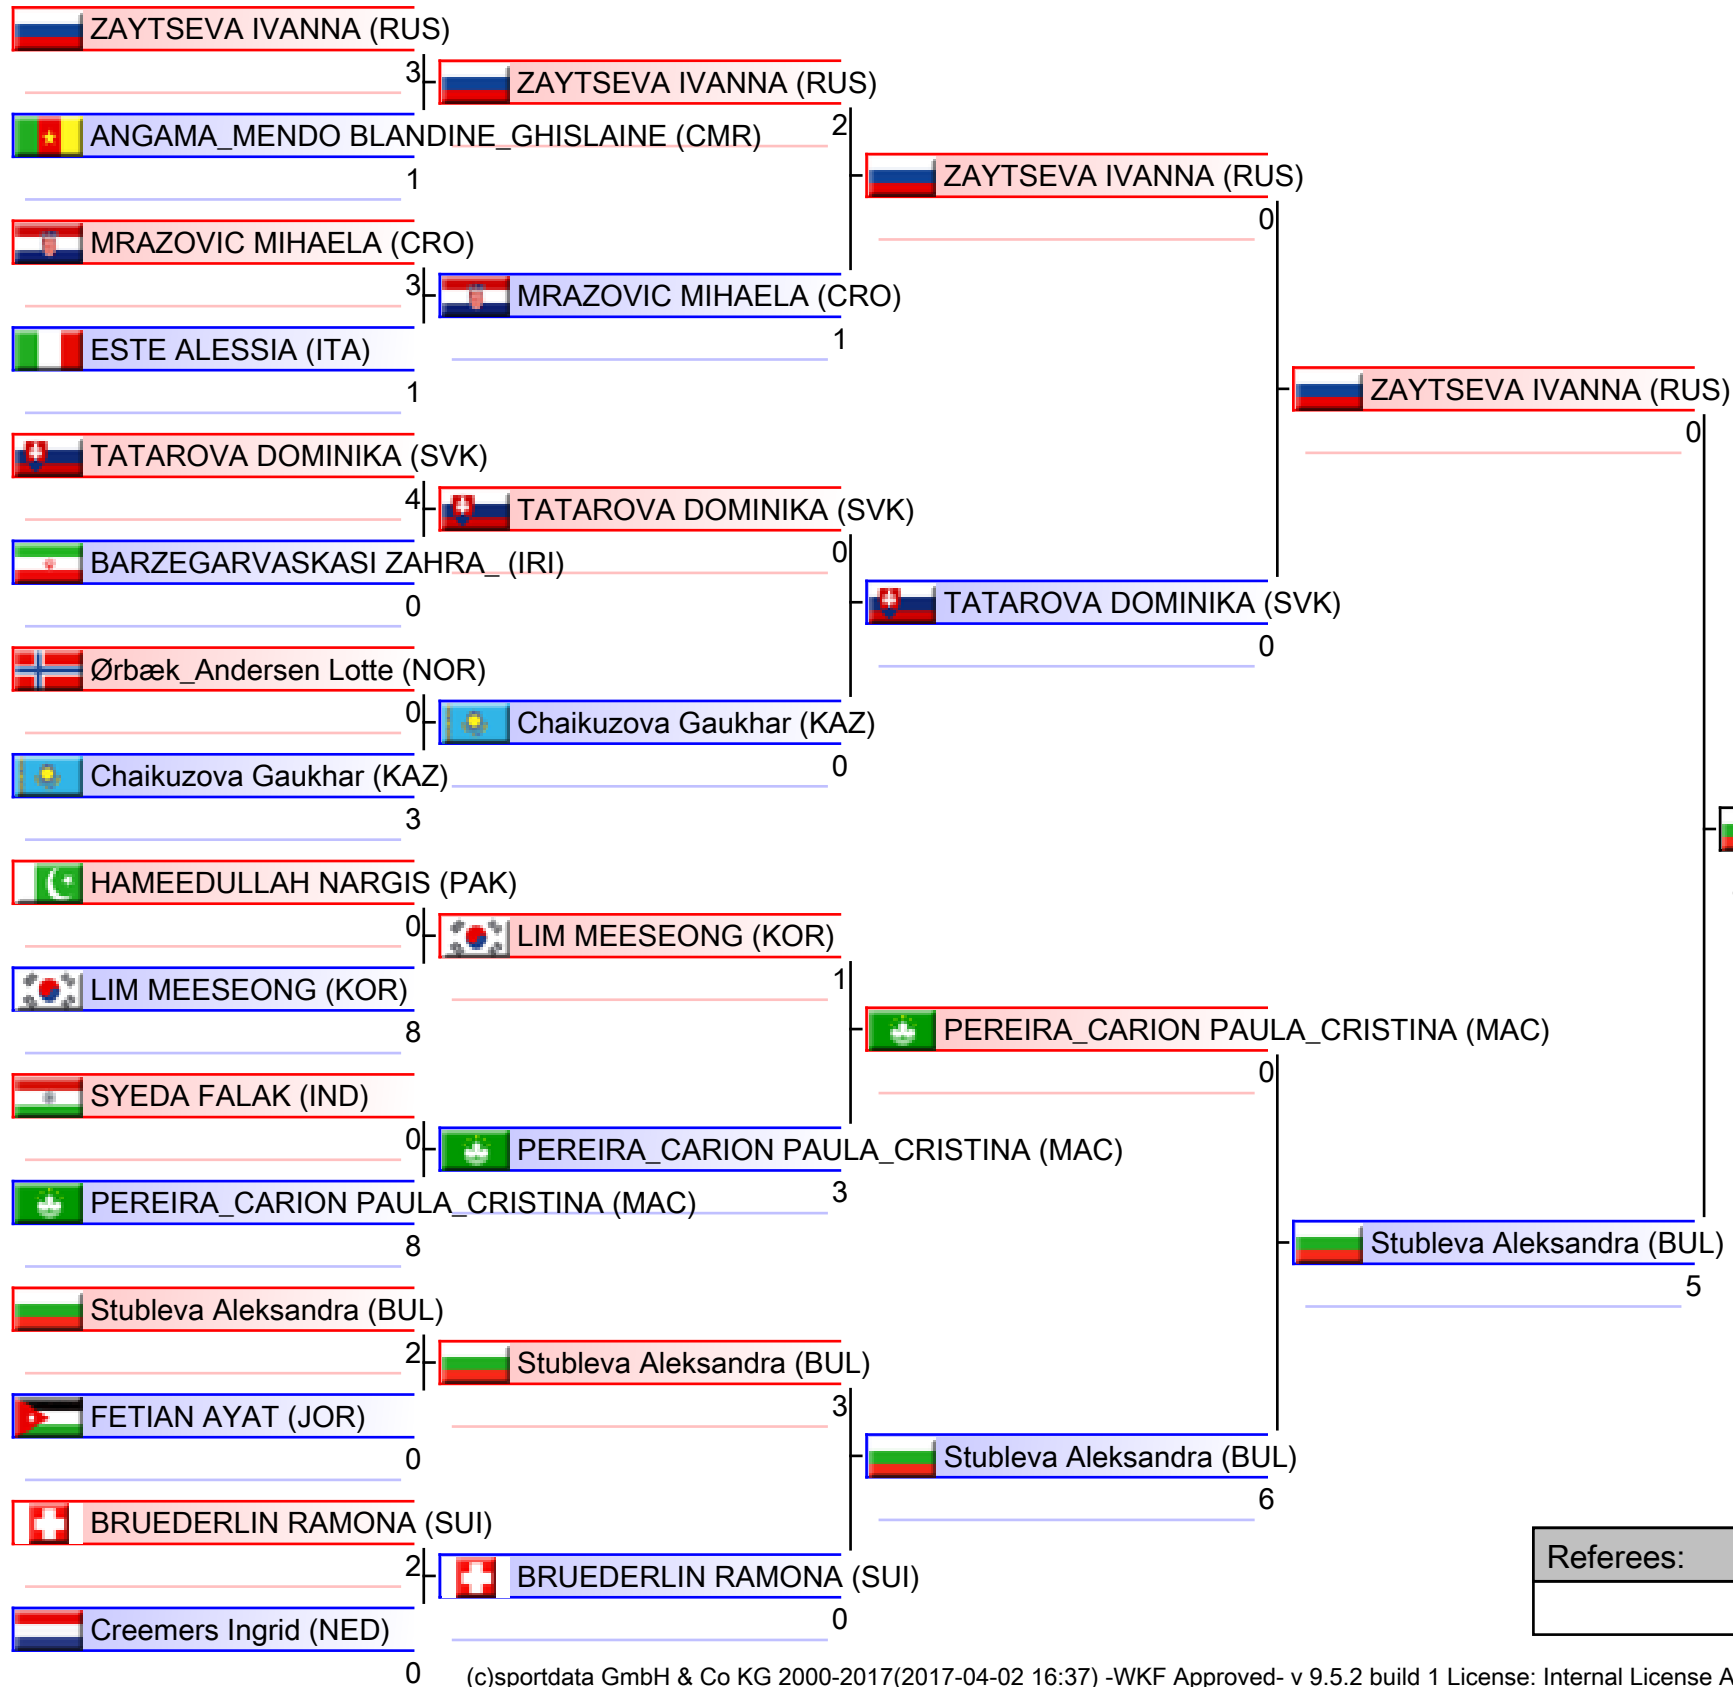 ZAYTSEVA IVANNA (RUS)
3
ANGAMA_MENDO BLANDINE_GHISLAINE (CMR)
1
MRAZOVIC MIHAELA (CRO)
3
ESTE ALESSIA (ITA)
1
TATAROVA DOMINIKA (SVK)
4
BARZEGARVASKASI ZAHRA_ (IRI)
0
Ørbæk_Andersen Lotte (NOR)
0
Chaikuzova Gaukhar (KAZ)
3
HAMEEDULLAH NARGIS (PAK)
0
LIM MEESEONG (KOR)
8
SYEDA FALAK (IND)
0
PEREIRA_CARION PAULA_CRISTINA (MAC)
8
Stubleva Aleksandra (BUL)
2
FETIAN AYAT (JOR)
0
BRUEDERLIN RAMONA (SUI)
2
Creemers Ingrid (NED)
0
ZAYTSEVA IVANNA (RUS)
2
MRAZOVIC MIHAELA (CRO)
1
TATAROVA DOMINIKA (SVK)
0
Chaikuzova Gaukhar (KAZ)
0
LIM MEESEONG (KOR)
1
PEREIRA_CARION PAULA_CRISTINA (MAC)
3
Stubleva Aleksandra (BUL)
3
BRUEDERLIN RAMONA (SUI)
0
ZAYTSEVA IVANNA (RUS)
0
TATAROVA DOMINIKA (SVK)
0
PEREIRA_CARION PAULA_CRISTINA (MAC)
0
Stubleva Aleksandra (BUL)
6
ZAYTSEVA IVANNA (RUS)
0
Stubleva Aleksandra (BUL)
5
Referees:
(c)sportdata GmbH & Co KG 2000-2017(2017-04-02 16:37) -WKF Approved- v 9.5.2 build 1 License: Internal License A